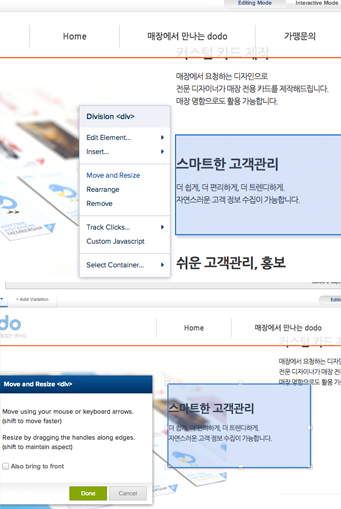 Editing Mode
Interactive Mode
Home
매장에서 만나는 dodo
가맹문의
커스텀 카드 제작
매장에서 요청하는 디자인으로
전문 디자이너가 매장 전용 카드를 제작해드립니다.
매장 명함으로도 활용 가능합니다.
Division <div>
Edit Element...
Insert...
Move and Resize
Rearrange
Remove
Track Clicks...
Custom Javascript
Select Container...
스마트한 고객관리
더 쉽게, 더 편리하게, 더 트렌디하게,
자연스러운 고객 정보 수집이 가능합니다.
쉬운 고객관리, 홍보
+ Add Variation
Editin
do
Home
매장에서 만나는 dodo
커스텀 카드
매장에서 요청하는 디자인
전문 디자이너가 매장 전
매장 명함으로도 활용 가능
Move and Resize <div>
Move using your mouse or keyboard arrows.
(shift to move faster)
Resize by dragging the handles along edges.
(shift to maintain aspect)
Also bring to front
Done
Cancel
스마트한 고객관리
더 쉽게, 더 편리하게, 더 트렌디하게,
자연스러운 고객 정보 수집이 가능합니다.